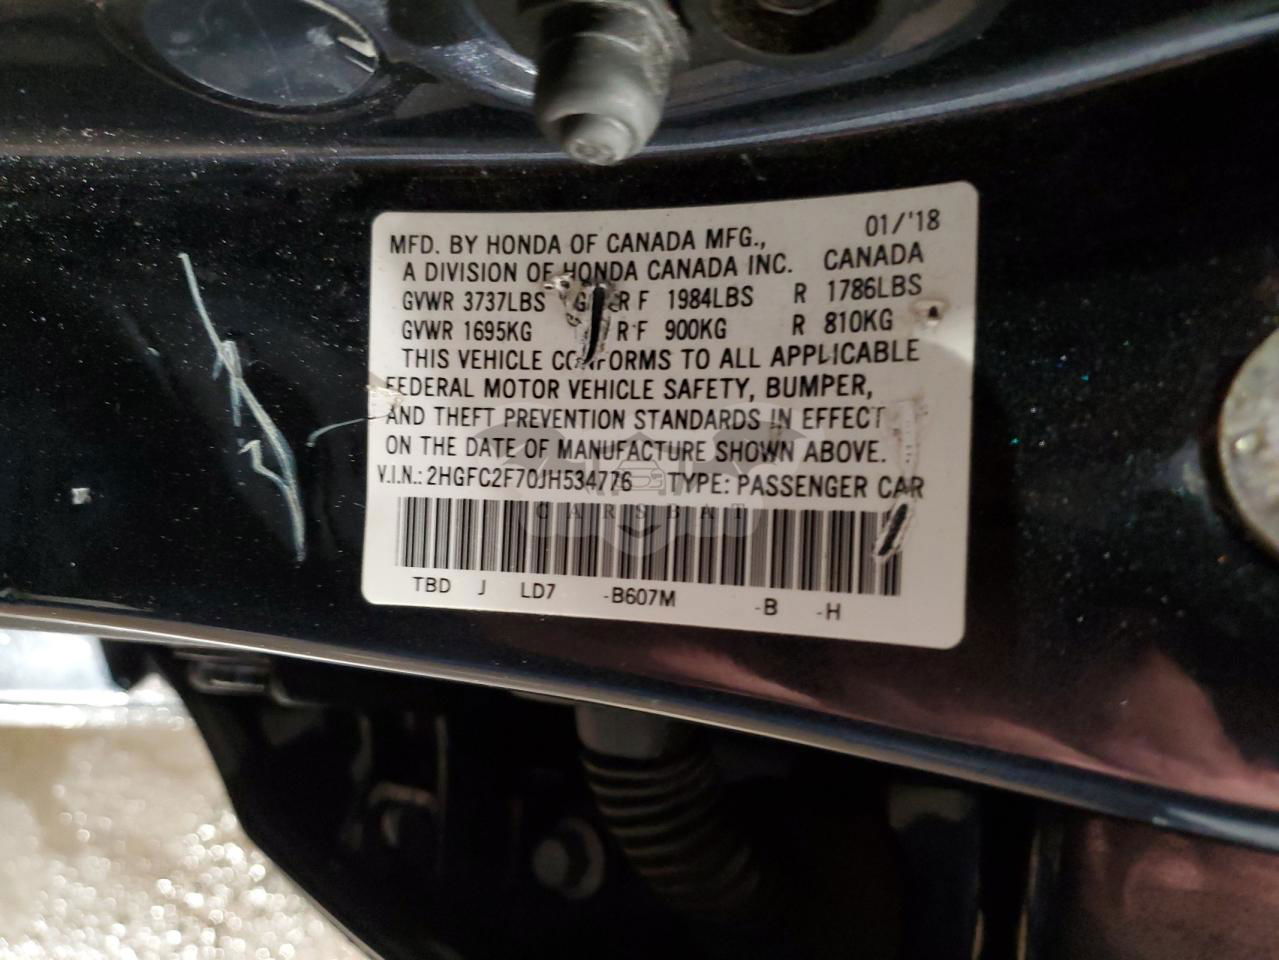 01/'18
MFD. BY HONDA OF CANADA MFG.,
A DIVISION OF HONDA CANADA INC. CANADA
GVWR 3737LBS R F 1984LBS R 1786LBS
GVWR 1695KG R F 900KG R 810KG
THIS VEHICLE CONFORMS TO ALL APPLICABLE
FEDERAL MOTOR VEHICLE SAFETY, BUMPER,
AND THEFT PREVENTION STANDARDS IN EFFECT
ON THE DATE OF MANUFACTURE SHOWN ABOVE.
V.I.N.: 2HGFC2F70JH534776 TYPE: PASSENGER CAR
CARSBAT
TBD J LD7 -B607M -B -H